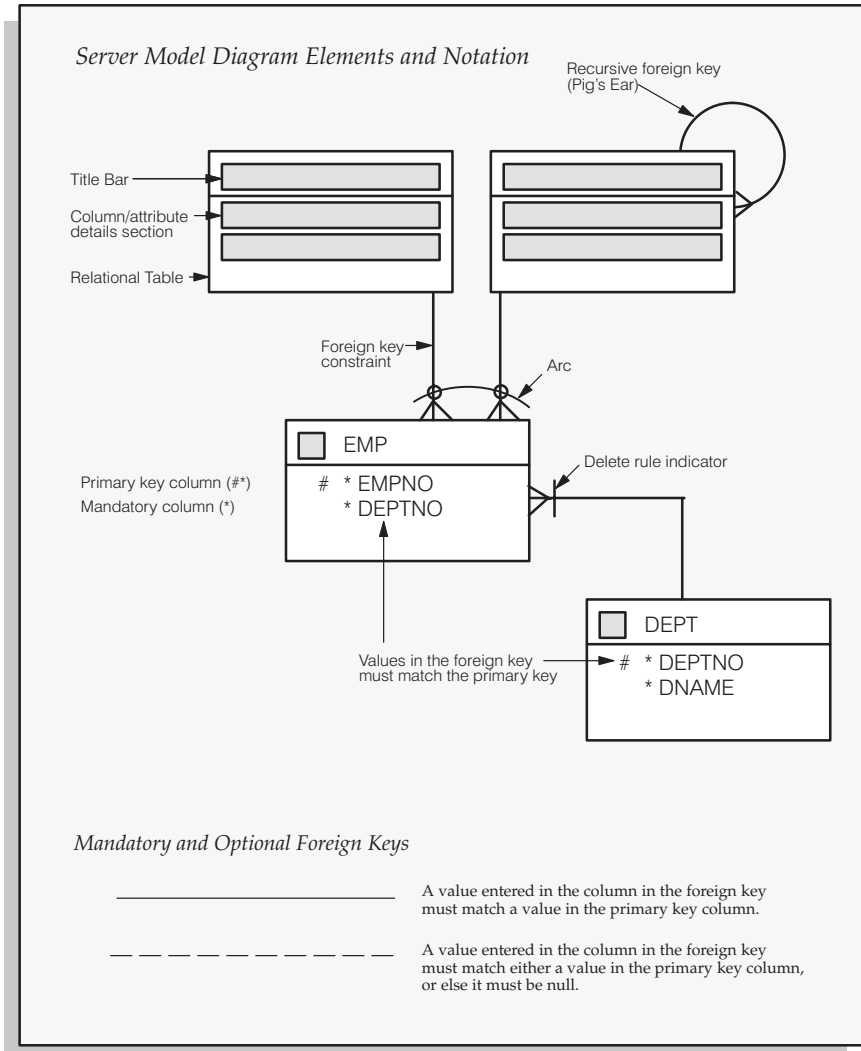 Server Model Diagram Elements and Notation
Recursive foreign key
(Pig's Ear)
Title Bar
Column/attribute
details section
Relational Table
Foreign key
constraint
Arc
EMP
Delete rule indicator
Primary key column (#*)
# * EMPNO
Mandatory column (*)
* DEPTNO
DEPT
Values in the foreign key
must match the primary key
# * DEPTNO
* DNAME
Mandatory and Optional Foreign Keys
A value entered in the column in the foreign key
must match a value in the primary key column.
A value entered in the column in the foreign key
must match either a value in the primary key column,
or else it must be null.